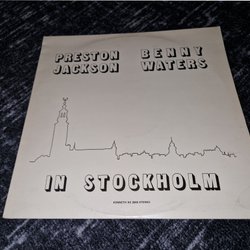 PRESTON BENNY
JACKSON WATERS
IN STOCKHOLM